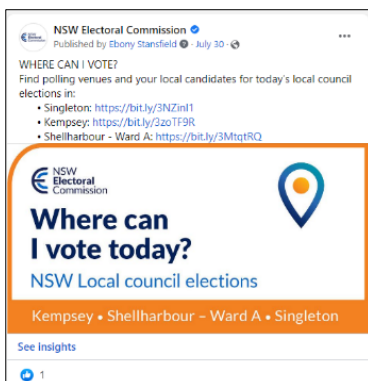 NSW Electoral Commission
Published by Ebony Stansfield · July 30 ·
WHERE CAN I VOTE?
Find polling venues and your local candidates for today's local council
elections in:
• Singleton: https://bit.ly/3NZinI1
• Kempsey: https://bit.ly/3zoTF9R
• Shellharbour - Ward A: https://bit.ly/3MtqtRQ
NSW
Electoral
Commission
Where can
I vote today?
NSW Local council elections
Kempsey • Shellharbour – Ward A • Singleton
See insights
1